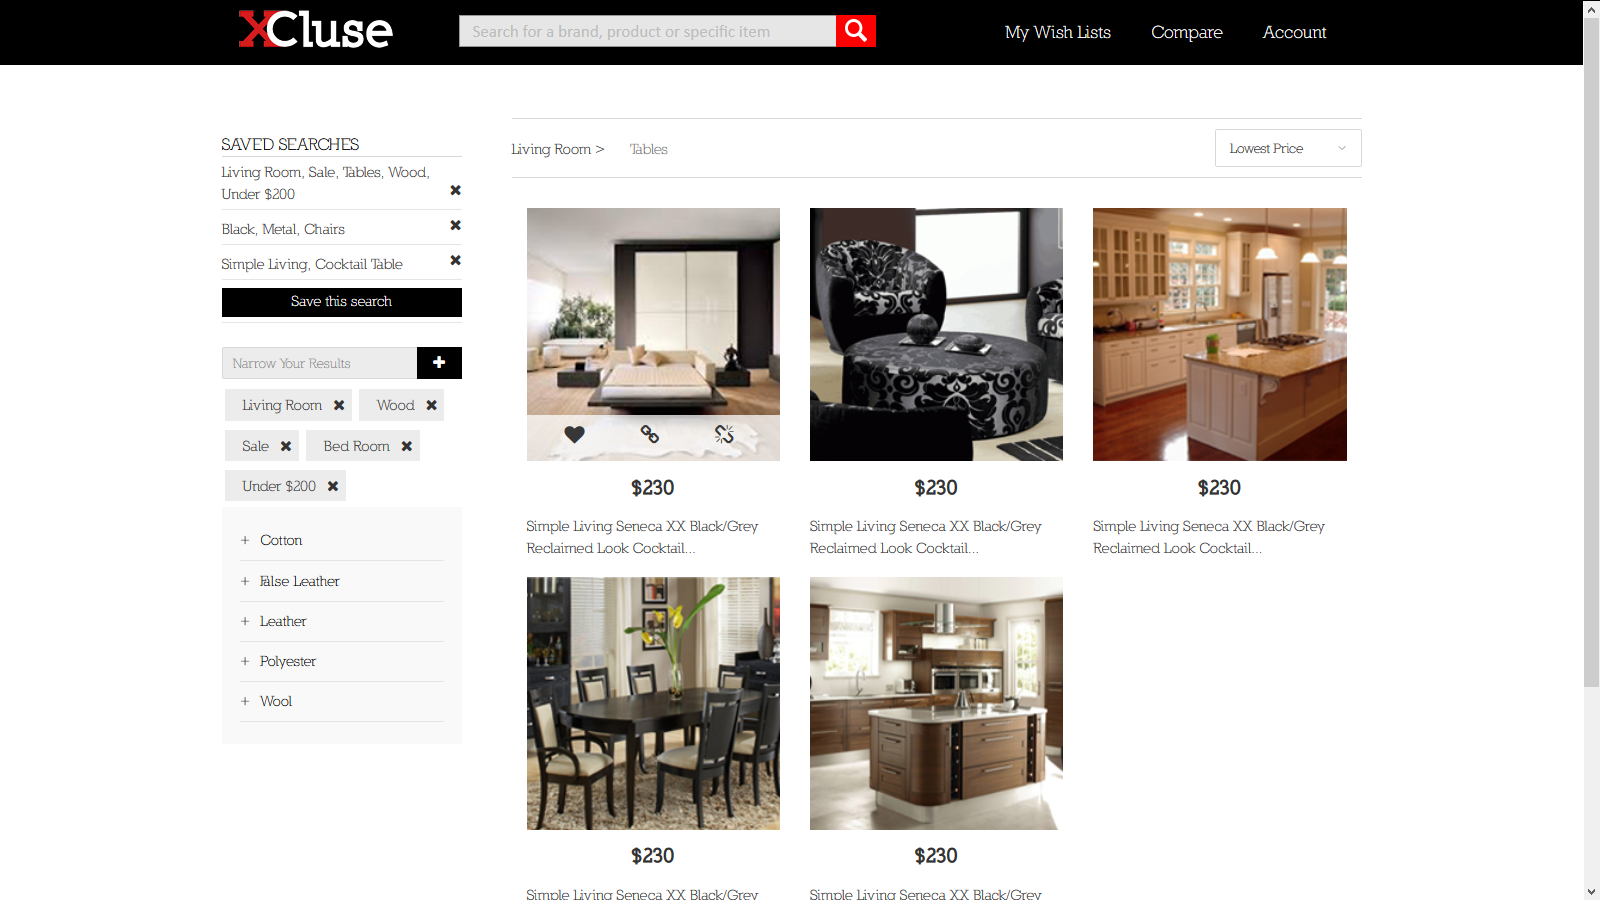 XCluse
Search for a brand, product or specific item
My Wish Lists
Compare
Account
SAVED SEARCHES
Living Room, Sale, Tables, Wood,
Under $200
Black, Metal, Chairs
Simple Living, Cocktail Table
Save this search
Narrow Your Results
Living Room
Wood
Sale
Bed Room
Under $200
+ Cotton
+ False Leather
+ Leather
+ Polyester
+ Wool
Living Room >
Tables
Lowest Price
$230
Simple Living Seneca XX Black/Grey
Reclaimed Look Cocktail...
$230
Simple Living Seneca XX Black/Grey
Reclaimed Look Cocktail...
$230
Simple Living Seneca XX Black/Grey
Reclaimed Look Cocktail...
$230
Simple Living Seneca XX Black/Grey
$230
Simple Living Seneca XX Black/Grey